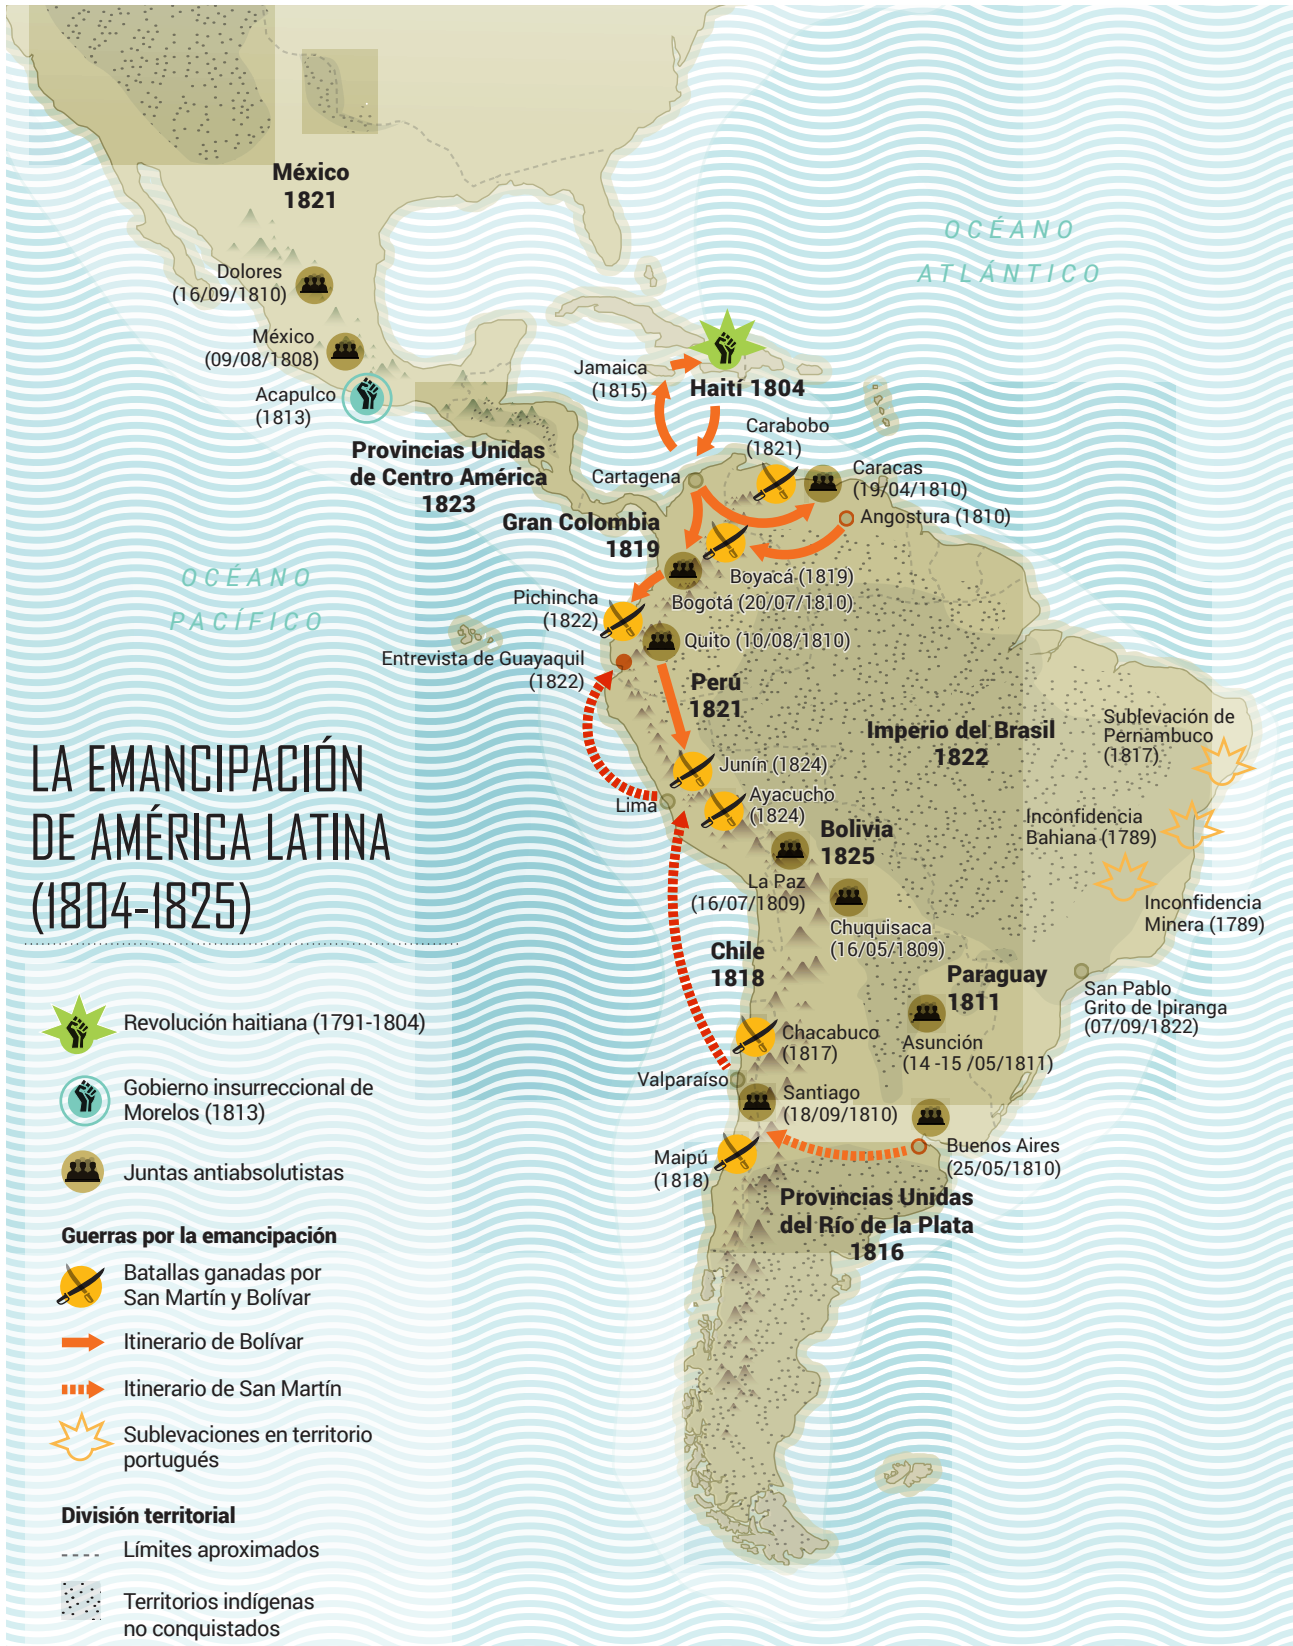 México
1821
OCÉANO
ATLÁNTICO
Dolores
(16/09/1810)
México
(09/08/1808)
Acapulco
(1813)
Jamaica
(1815)
Haití 1804
Carabobo
(1821)
Provincias Unidas
de Centro América
1823
Cartagena
Caracas
(19/04/1810)
Angostura (1810)
Gran Colombia
1819
OCÉANO
PACÍFICO
Boyacá (1819)
Bogotá (20/07/1810)
Pichincha
(1822)
Quito (10/08/1810)
Entrevista de Guayaquil
(1822)
Perú
1821
Imperio del Brasil
1822
Sublevación de
Pernambuco
(1817)
Junín (1824)
Lima
Ayacucho
(1824)
Inconfidencia
Bahiana (1789)
Bolivia
1825
La Paz
(16/07/1809)
Chuquisaca
(16/05/1809)
Inconfidencia
Minera (1789)
Chile
1818
Paraguay
1811
San Pablo
Grito de Ipiranga
(07/09/1822)
Chacabuco
(1817)
Asunción
(14 -15 /05/1811)
Valparaíso
Santiago
(18/09/1810)
Maipú
(1818)
Buenos Aires
(25/05/1810)
Provincias Unidas
del Río de la Plata
1816
LA EMANCIPACIÓN
DE AMÉRICA LATINA
(1804-1825)
Revolución haitiana (1791-1804)
Gobierno insurreccional de
Morelos (1813)
Juntas antiabsolutistas
Guerras por la emancipación
Batallas ganadas por
San Martín y Bolívar
Itinerario de Bolívar
Itinerario de San Martín
Sublevaciones en territorio
portugués
División territorial
Límites aproximados
Territorios indígenas
no conquistados